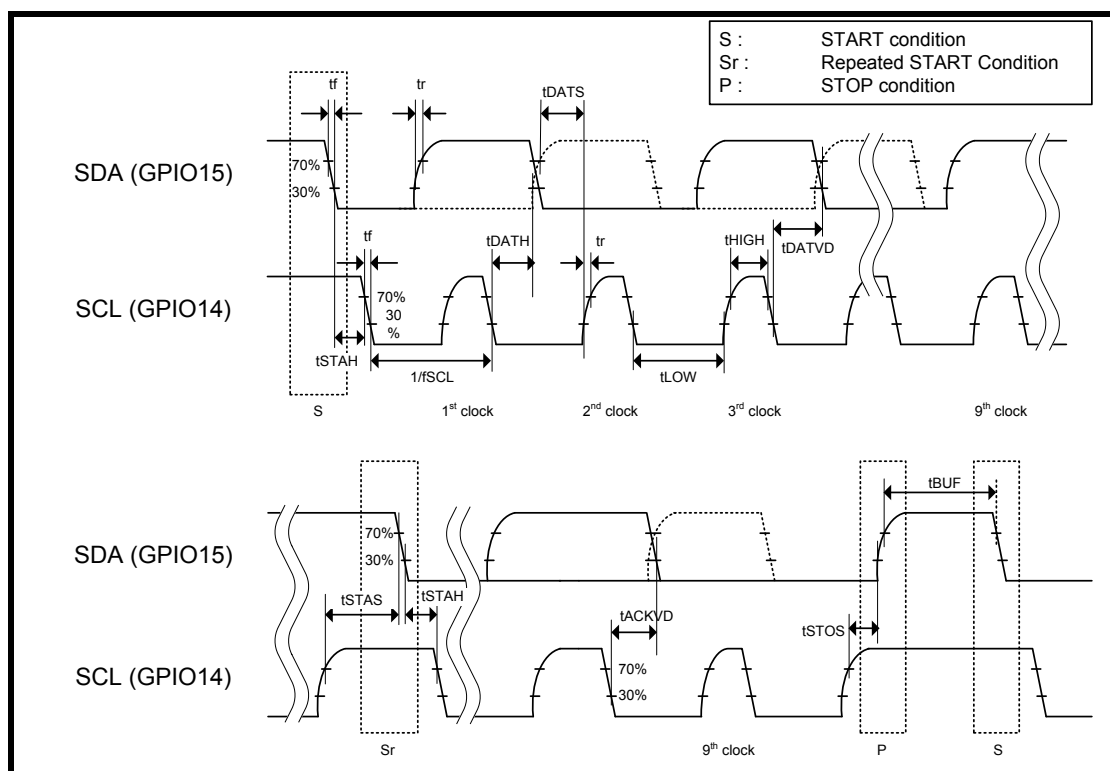 S : START condition
Sr : Repeated START Condition
P : STOP condition
tf
tr
tDATS
SDA (GPIO15)
70%
30%
tf
tDATH
tr
tHIGH
tDATVD
SCL (GPIO14)
70%
30
%
tSTAH
1/fSCL
tLOW
S
1st clock
2nd clock
3rd clock
9th clock
tBUF
SDA (GPIO15)
70%
30%
tSTAS
tSTAH
tACKVD
tSTOS
SCL (GPIO14)
70%
30%
Sr
9th clock
P
S